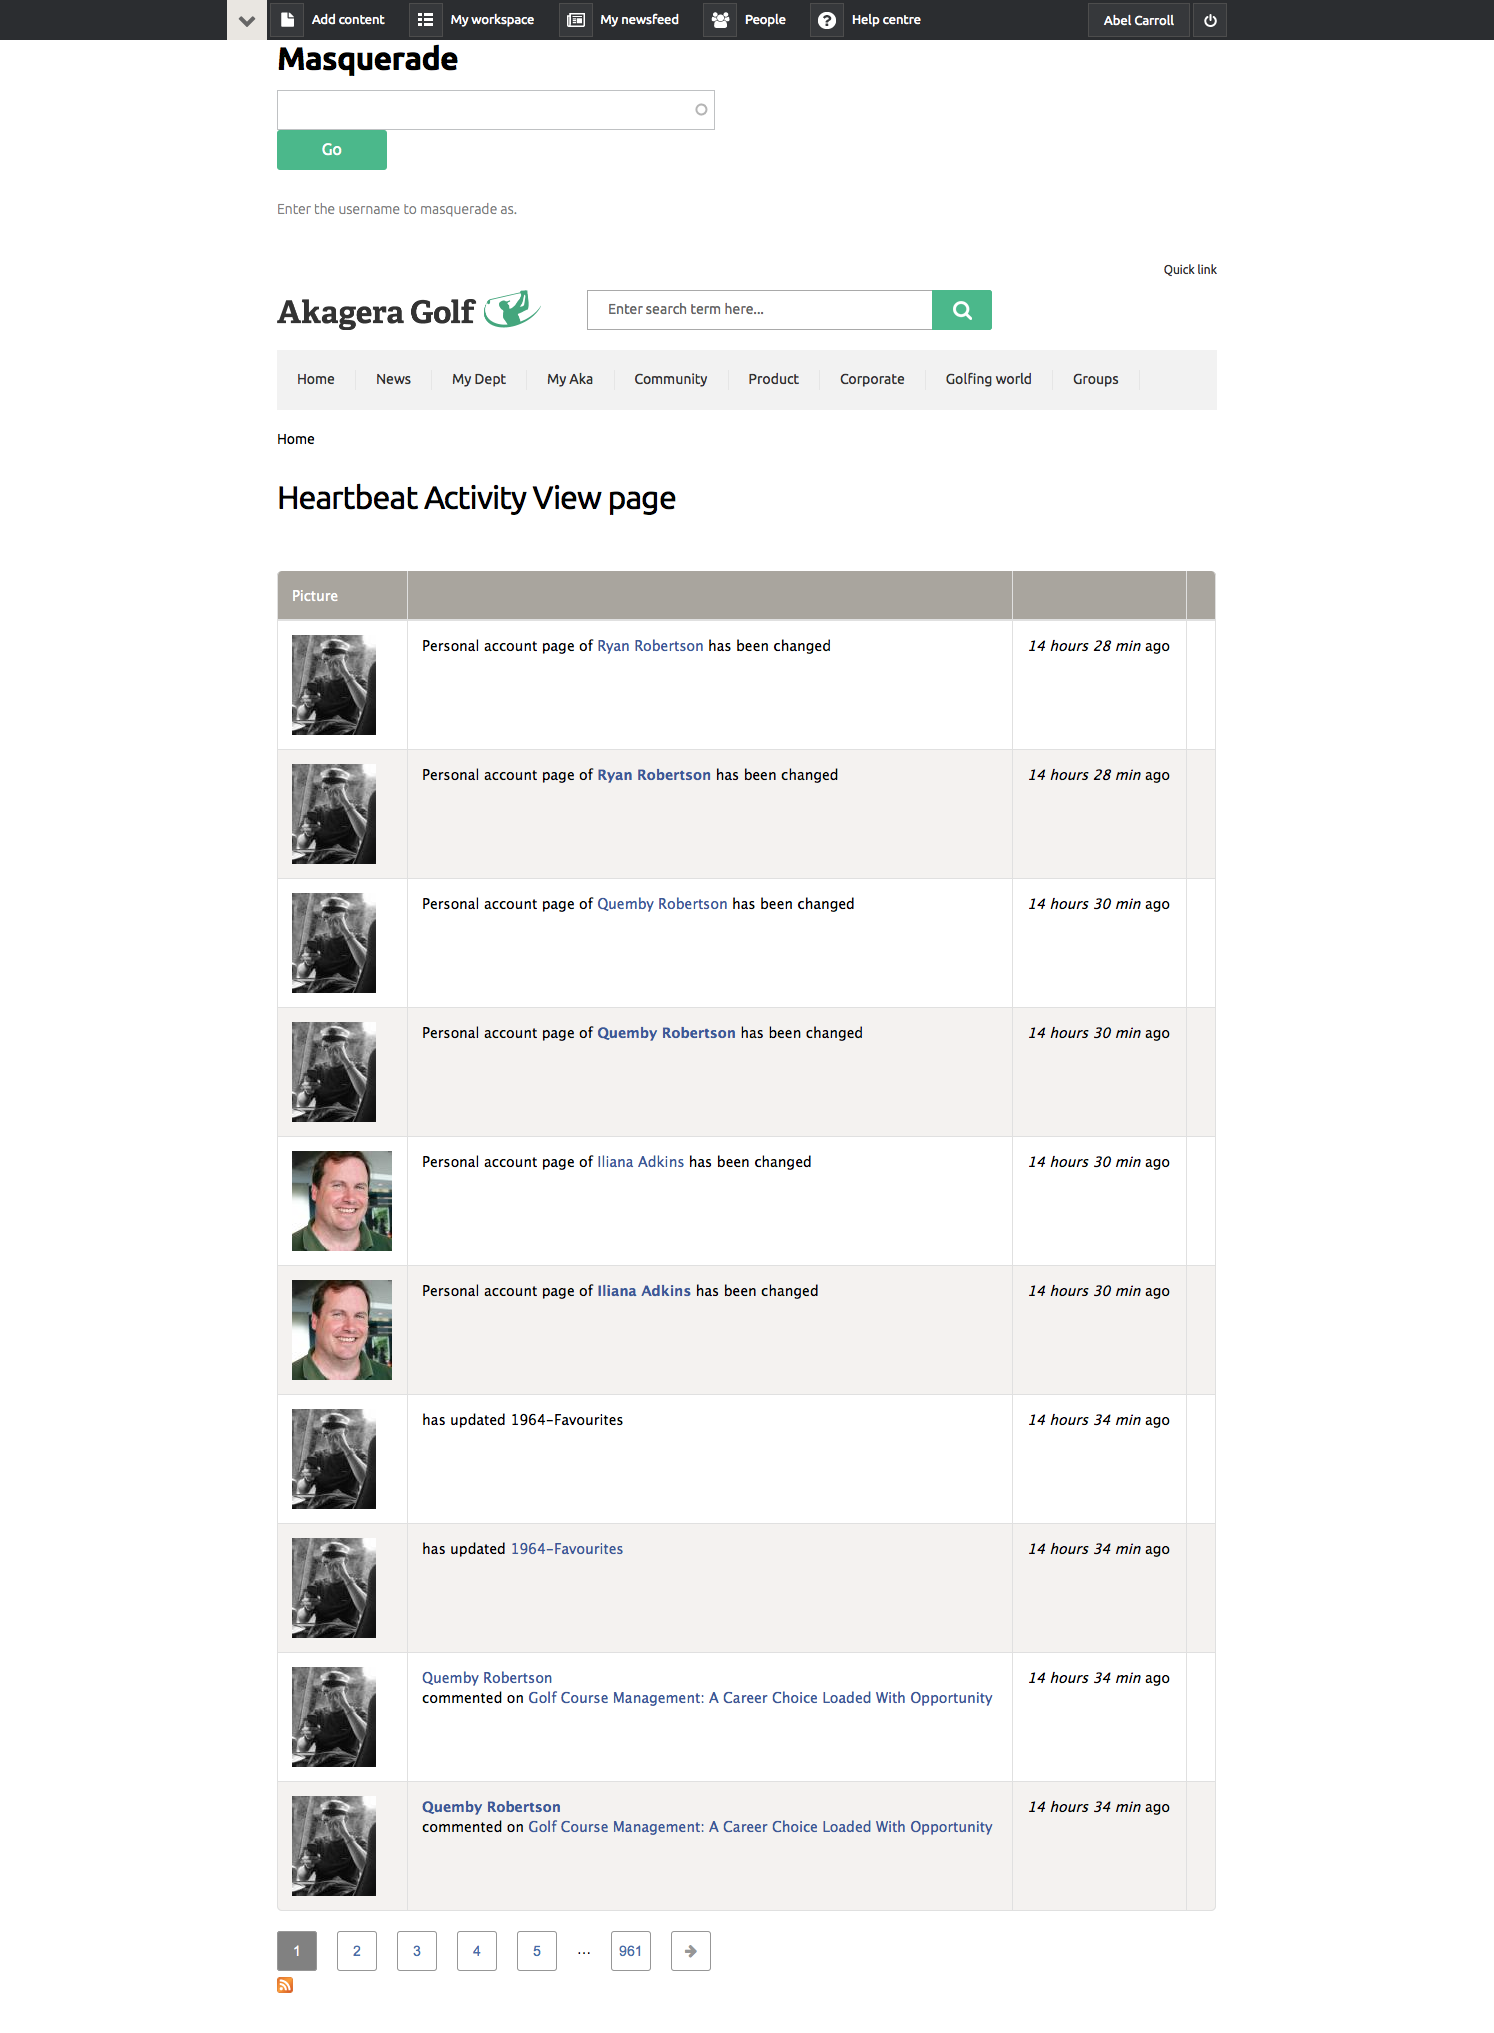 Add content My workspace My newsfeed People Help centre Abel Carroll
Masquerade
Go
Enter the username to masquerade as.
Quick link
Akagera Golf Enter search term here...
Home News My Dept My Aka Community Product Corporate Golfing world Groups
Home
Heartbeat Activity View page
Picture
Personal account page of Ryan Robertson has been changed 14 hours 28 min ago
Personal account page of Ryan Robertson has been changed 14 hours 28 min ago
Personal account page of Quemby Robertson has been changed 14 hours 30 min ago
Personal account page of Quemby Robertson has been changed 14 hours 30 min ago
Personal account page of Iliana Adkins has been changed 14 hours 30 min ago
Personal account page of Iliana Adkins has been changed 14 hours 30 min ago
has updated 1964-Favourites 14 hours 34 min ago
has updated 1964-Favourites 14 hours 34 min ago
Quemby Robertson 14 hours 34 min ago
commented on Golf Course Management: A Career Choice Loaded With Opportunity
Quemby Robertson 14 hours 34 min ago
commented on Golf Course Management: A Career Choice Loaded With Opportunity
1 2 3 4 5 ... 961